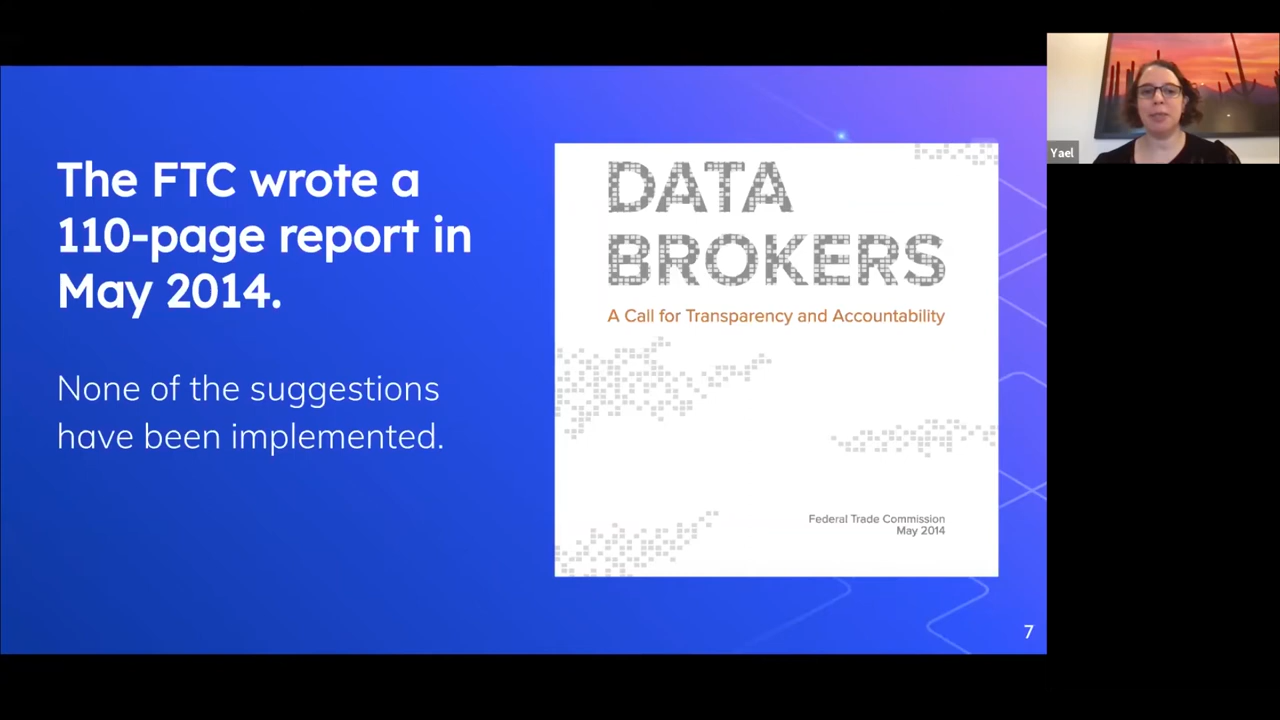 The FTC wrote a
110-page report in
May 2014.
None of the suggestions
have been implemented.
DATA
BROKERS
A Call for Transparency and Accountability
Federal Trade Commission
May 2014
7
Yael